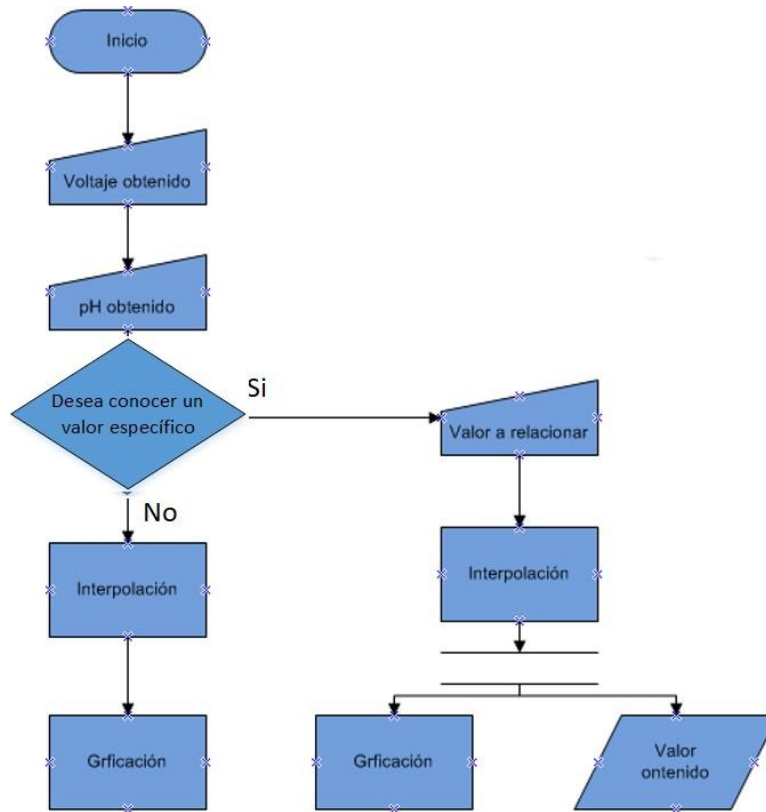 Inicio
Voltaje obtenido
pH obtenido
Desea conocer un
valor específico
Si
Valor a relacionar
No
Interpolación
Interpolación
Grficación
Grficación
Valor
ontenido